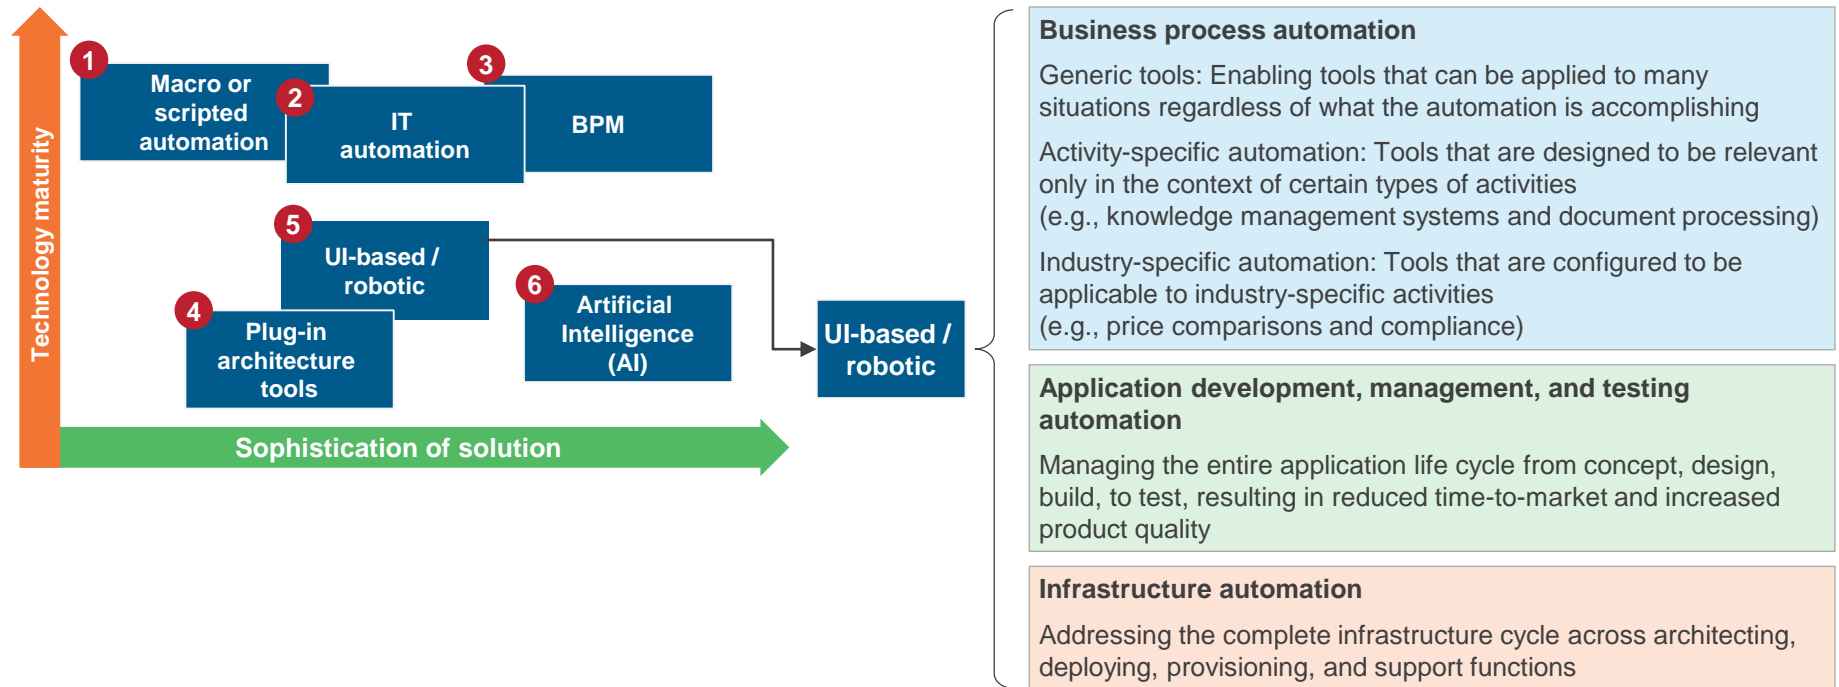 Technology maturity
1
Macro or
scripted
automation
2
IT
automation
3
BPM
5
UI-based /
robotic
4
Plug-in
architecture
tools
6
Artificial
Intelligence
(AI)
Sophistication of solution
UI-based /
robotic
Business process automation
Generic tools: Enabling tools that can be applied to many
situations regardless of what the automation is accomplishing
Activity-specific automation: Tools that are designed to be relevant
only in the context of certain types of activities
(e.g., knowledge management systems and document processing)
Industry-specific automation: Tools that are configured to be
applicable to industry-specific activities
(e.g., price comparisons and compliance)
Application development, management, and testing
automation
Managing the entire application life cycle from concept, design,
build, to test, resulting in reduced time-to-market and increased
product quality
Infrastructure automation
Addressing the complete infrastructure cycle across architecting,
deploying, provisioning, and support functions